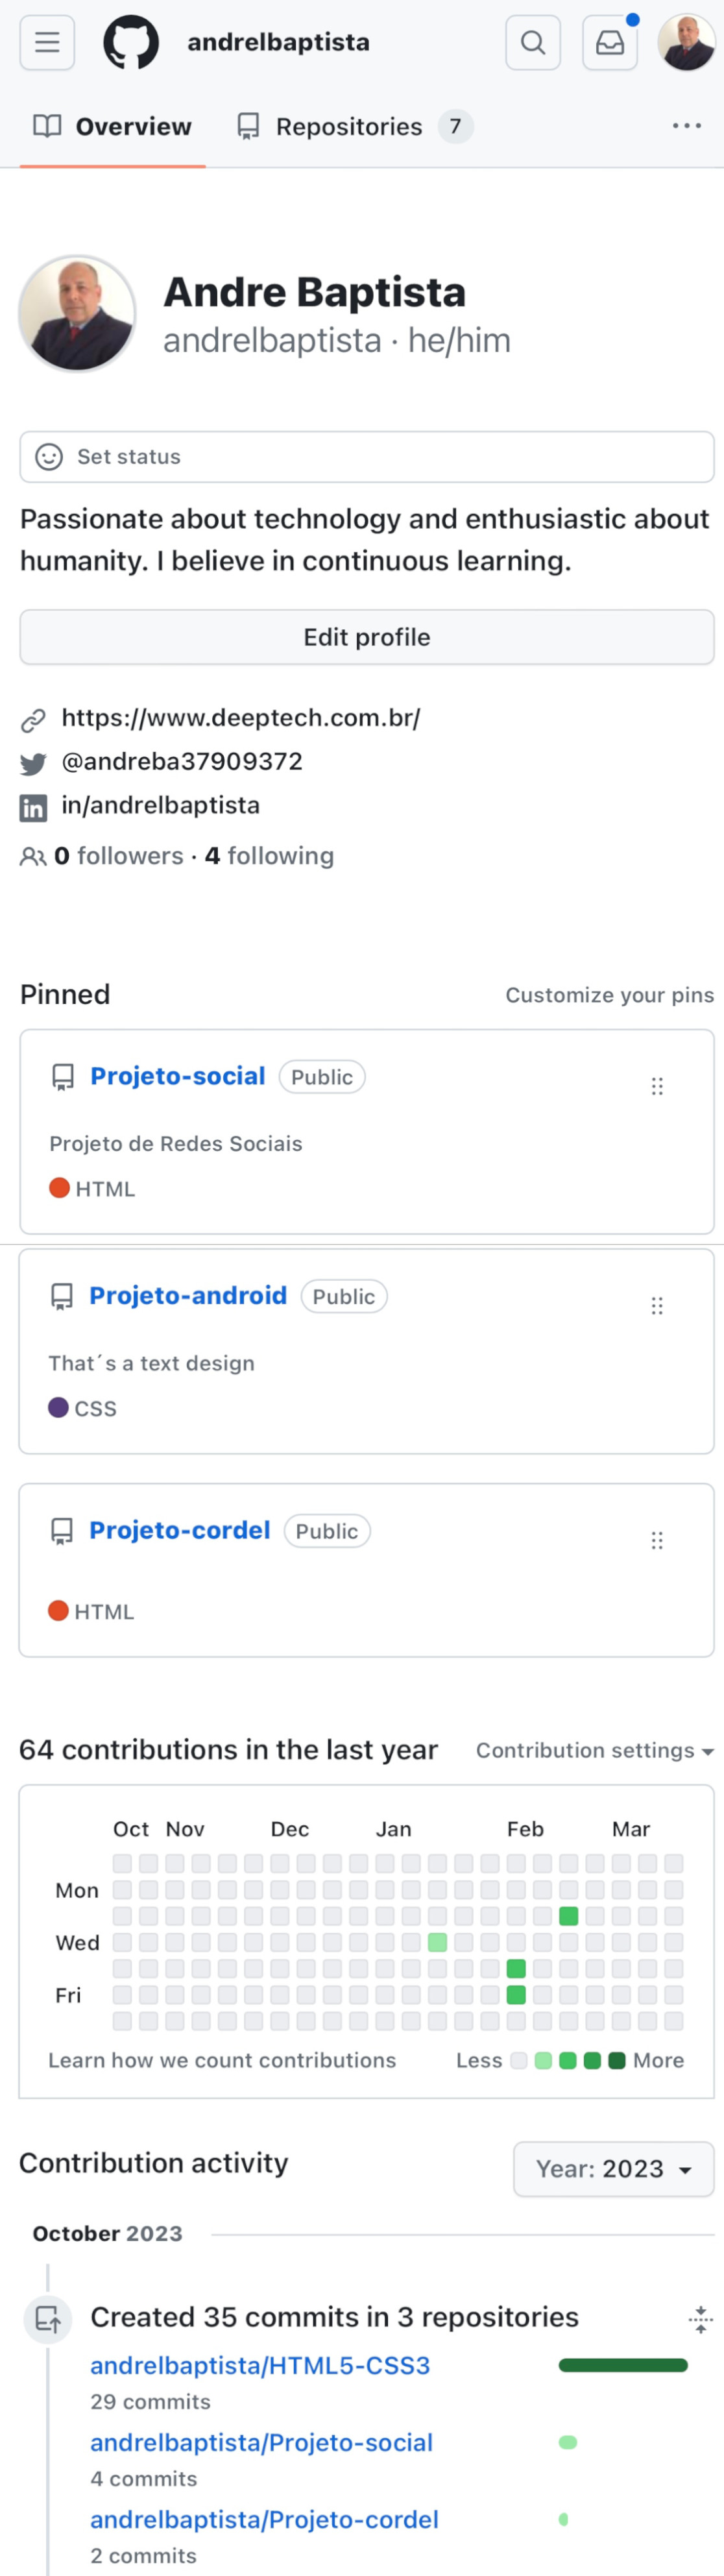 andrelbaptista
Overview Repositories 7
Andre Baptista
andrelbaptista · he/him
Set status
Passionate about technology and enthusiastic about
humanity. I believe in continuous learning.
Edit profile
https://www.deeptech.com.br/
@andreba37909372
in/andrelbaptista
0 followers · 4 following
Pinned Customize your pins
Projeto-social Public
Projeto de Redes Sociais
HTML
Projeto-android Public
That´s a text design
CSS
Projeto-cordel Public
HTML
64 contributions in the last year Contribution settings
Oct Nov Dec Jan Feb Mar
Mon
Wed
Fri
Learn how we count contributions Less More
Contribution activity Year: 2023
October 2023
Created 35 commits in 3 repositories
andrelbaptista/HTML5-CSS3
29 commits
andrelbaptista/Projeto-social
4 commits
andrelbaptista/Projeto-cordel
2 commits